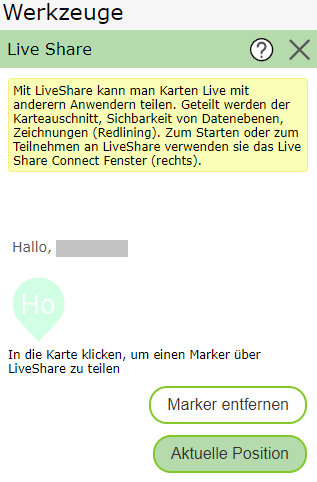 Werkzeuge
Live Share
Mit LiveShare kann man Karten Live mit
anderern Anwendern teilen. Geteilt werden der
Karteauschnitt, Sichbarkeit von Datenebenen,
Zeichnungen (Redlining). Zum Starten oder zum
Teilnehmen an LiveShare verwenden sie das Live
Share Connect Fenster (rechts).
Hallo,
Ho
In die Karte klicken, um einen Marker über
LiveShare zu teilen
Marker entfernen
Aktuelle Position